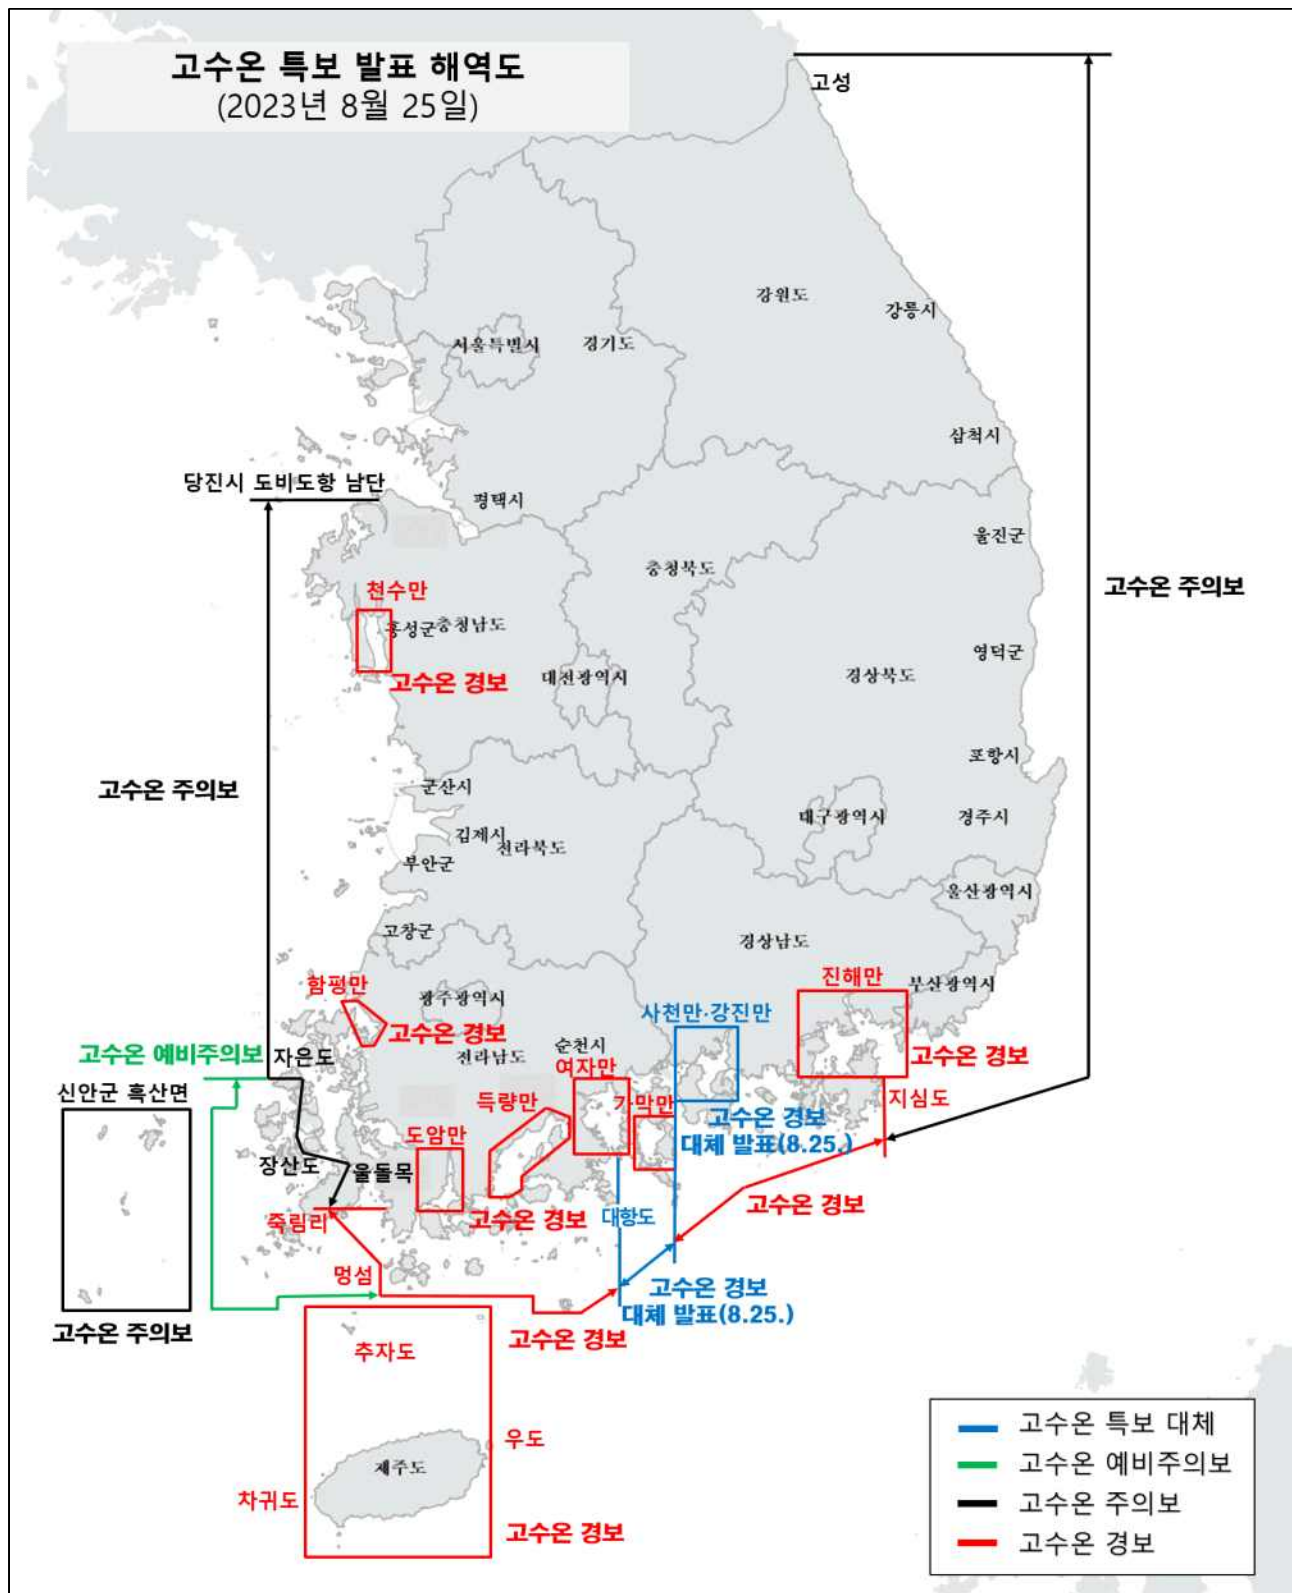 고수온 특보 발표 해역도
(2023년 8월 25일)
고성
강원도
강릉시
서울특별시
경기도
삼척시
당진시 도비도항 남단
평택시
울진군
충청북도
고수온 주의보
천수만
홍성군
충청남도
영덕군
고수온 경보
대전광역시
경상북도
포항시
고수온 주의보
군산시
대구광역시
경주시
김제시
전라북도
부안군
울산광역시
고창군
경상남도
함평만
진해만
부산광역시
광주광역시
사천만·강진만
고수온 경보
순천시
고수온 예비주의보
자은도
전라남도
고수온 경보
여자만
신안군 흑산면
득량만
가막만
지심도
고수온 경보
대체 발표(8.25.)
도암만
장산도
울돌목
죽림리
고수온 경보
대항도
고수온 경보
멍섬
고수온 경보
대체 발표(8.25.)
고수온 주의보
추자도
고수온 경보
우도
제주도
차귀도
고수온 경보
고수온 특보 대체
고수온 예비주의보
고수온 주의보
고수온 경보